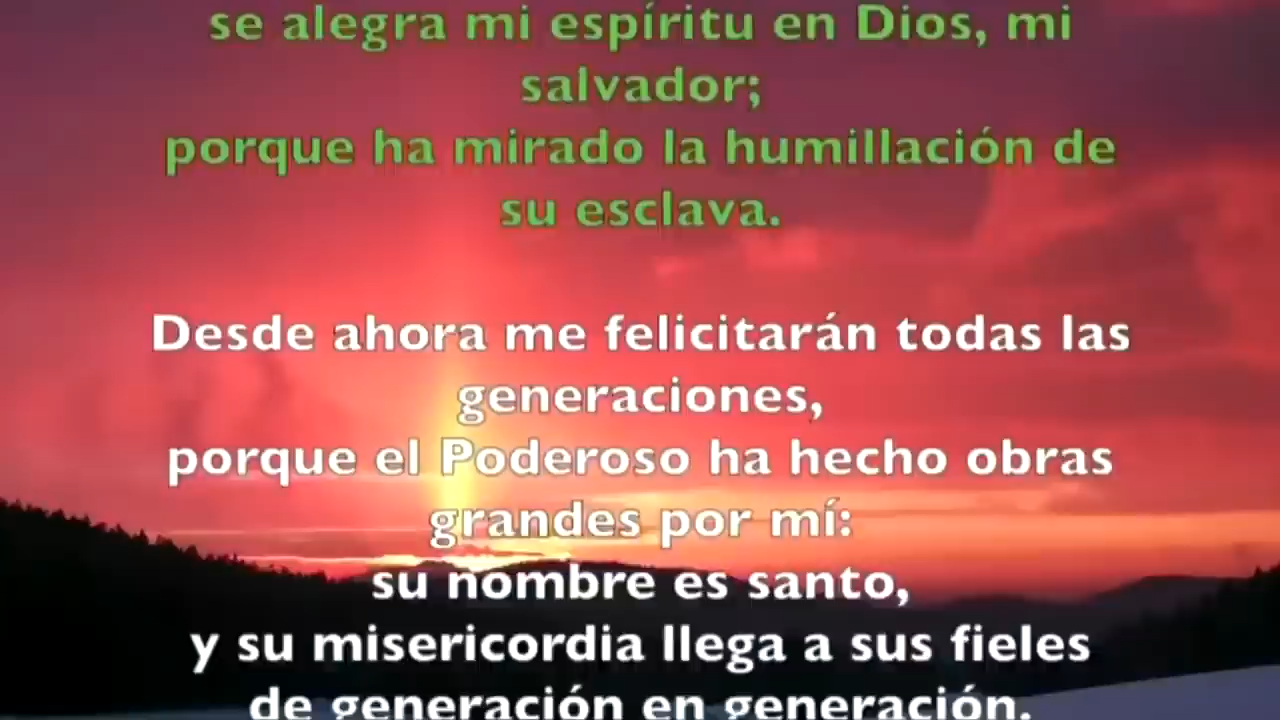 se alegra mi espíritu en Dios, mi
salvador;
porque ha mirado la humillación de
su esclava.
Desde ahora me felicitarán todas las
generaciones,
porque el Poderoso ha hecho obras
grandes por mí:
su nombre es santo,
y su misericordia llega a sus fieles
de generación en generación.